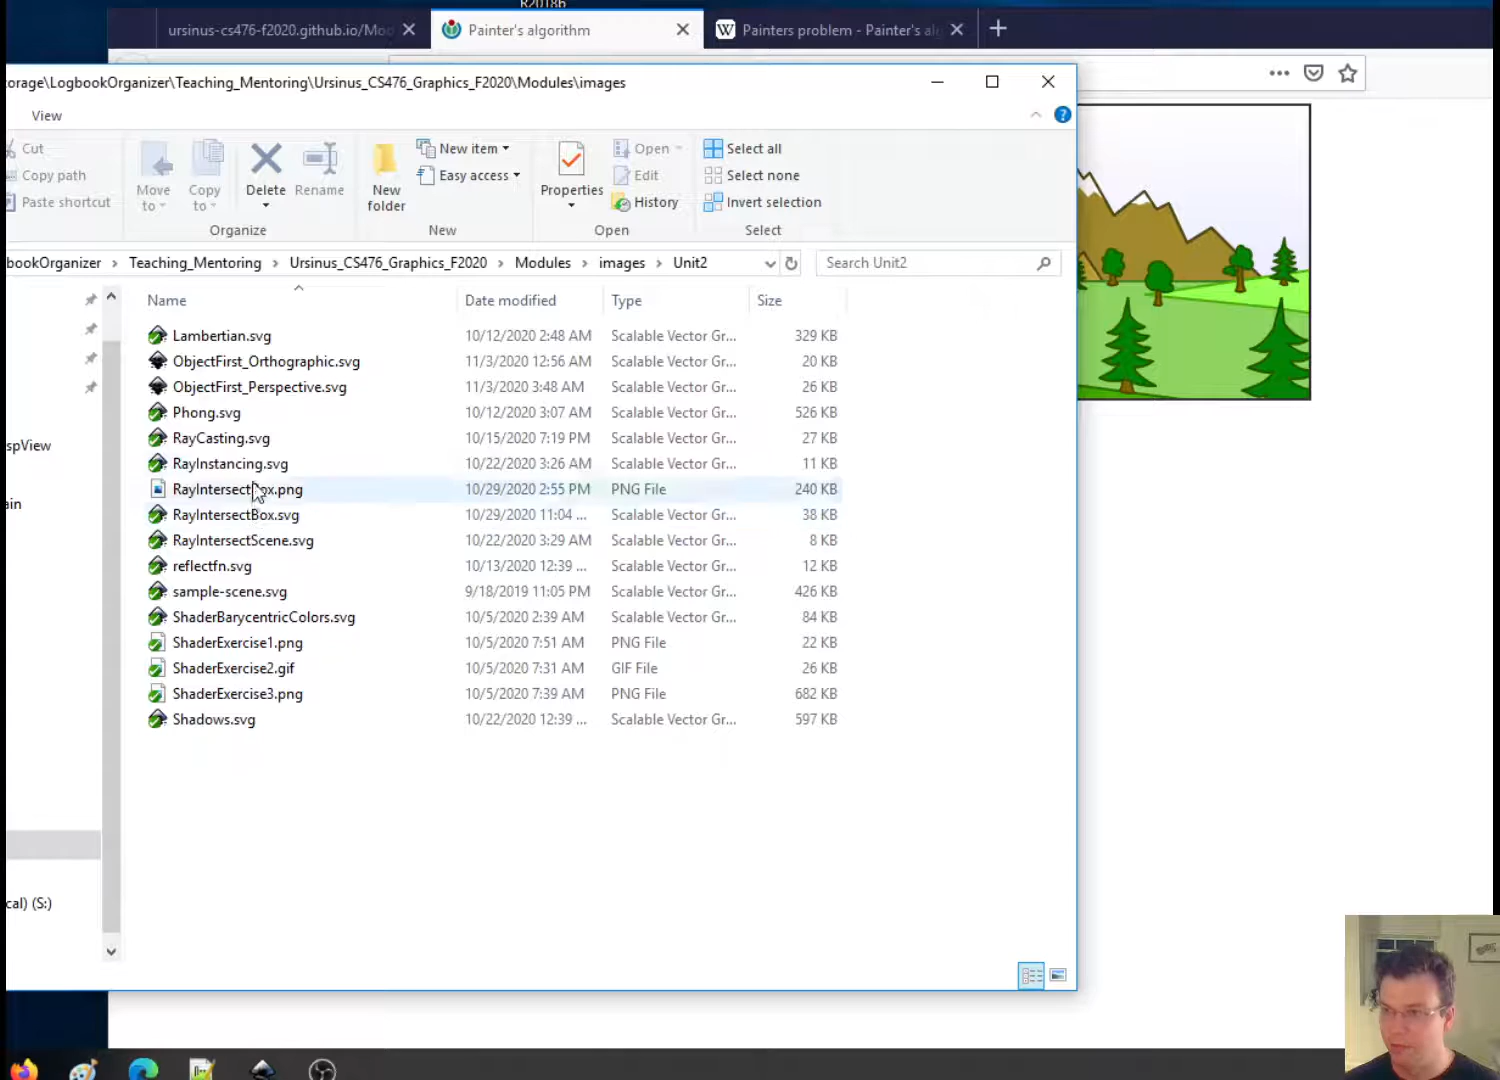 R2018b
ursinus-cs476-f2020.github.io/Mod
Painter's algorithm
Painters problem - Painter's al
orage\LogbookOrganizer\Teaching_Mentoring\Ursinus_CS476_Graphics_F2020\Modules\images
View
Cut
Copy path
Paste shortcut
Move to
Copy to
Delete
Rename
New folder
New item
Easy access
Properties
Open
Edit
History
Select all
Select none
Invert selection
Organize
New
Open
Select
bookOrganizer > Teaching_Mentoring > Ursinus_CS476_Graphics_F2020 > Modules > images > Unit2
Search Unit2
Name Date modified Type Size
Lambertian.svg 10/12/2020 2:48 AM Scalable Vector Gr... 329 KB
ObjectFirst_Orthographic.svg 11/3/2020 12:56 AM Scalable Vector Gr... 20 KB
ObjectFirst_Perspective.svg 11/3/2020 3:48 AM Scalable Vector Gr... 26 KB
Phong.svg 10/12/2020 3:07 AM Scalable Vector Gr... 526 KB
RayCasting.svg 10/15/2020 7:19 PM Scalable Vector Gr... 27 KB
RayInstancing.svg 10/22/2020 3:26 AM Scalable Vector Gr... 11 KB
RayIntersectBox.png 10/29/2020 2:55 PM PNG File 240 KB
RayIntersectBox.svg 10/29/2020 11:04 ... Scalable Vector Gr... 38 KB
RayIntersectScene.svg 10/22/2020 3:29 AM Scalable Vector Gr... 8 KB
reflectfn.svg 10/13/2020 12:39 ... Scalable Vector Gr... 12 KB
sample-scene.svg 9/18/2019 11:05 PM Scalable Vector Gr... 426 KB
ShaderBarycentricColors.svg 10/5/2020 2:39 AM Scalable Vector Gr... 84 KB
ShaderExercise1.png 10/5/2020 7:51 AM PNG File 22 KB
ShaderExercise2.gif 10/5/2020 7:31 AM GIF File 26 KB
ShaderExercise3.png 10/5/2020 7:39 AM PNG File 682 KB
Shadows.svg 10/22/2020 12:39 ... Scalable Vector Gr... 597 KB
spView
ain
cal) (S:)